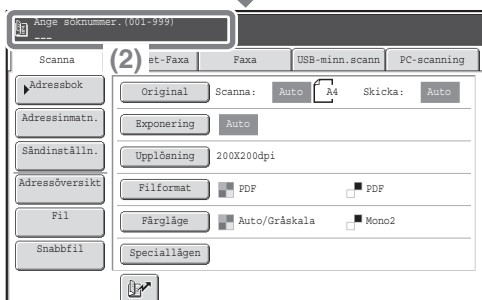 Ange söknummer.(001-999)
---
Scanna
(2)
et-Faxa
Faxa
USB-minn.scann
PC-scanning
Adressbok
Original Scanna: Auto A4 Skicka: Auto
Adressinmatn.
Exponering Auto
Sändinställn.
Upplösning 200X200dpi
Adressöversikt
Filformat PDF PDF
Fil
Färgläge Auto/Gråskala Mono2
Snabbfil
Speciallägen